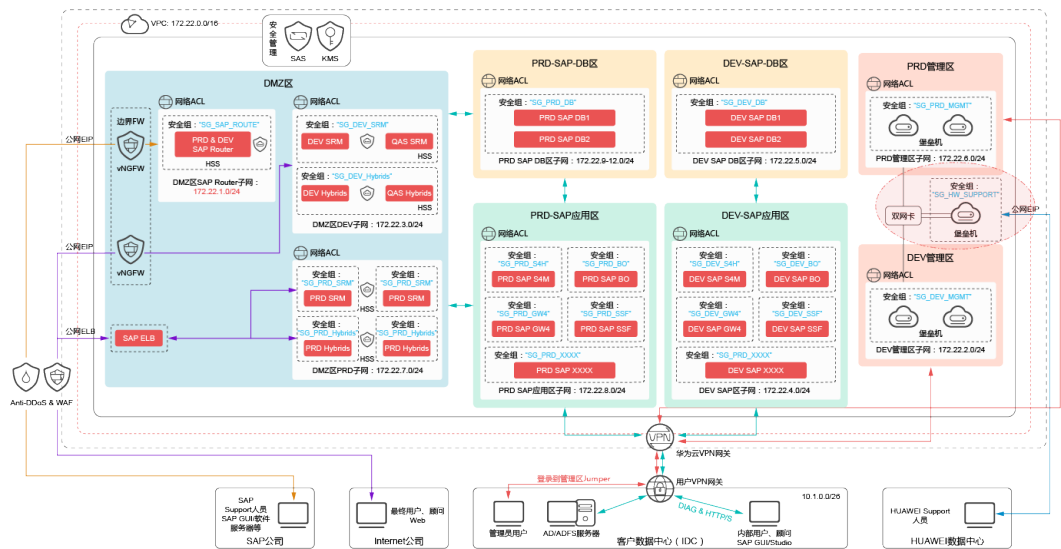 VPC: 172.22.0.0/16
安全管理
SAS
KMS
DMZ区
边界FW
公网EIP
vNGFW
网络ACL
安全组："SG_SAP_ROUTE"
PRD & DEV
SAP Router
HSS
DMZ区SAP Router子网：
172.22.1.0/24
网络ACL
安全组："SG_DEV_SRM"
DEV SRM
QAS SRM
HSS
安全组："SG_DEV_Hybrids"
DEV Hybrids
QAS Hybrids
HSS
DMZ区DEV子网：172.22.3.0/24
公网EIP
vNGFW
网络ACL
安全组：
"SG_PRD_SRM"
PRD SRM
安全组：
"SG_PRD_SRM"
PRD SRM
HSS
安全组：
"SG_PRD_Hybrids"
PRD Hybrids
安全组：
"SG_PRD_Hybrids"
PRD Hybrids
HSS
DMZ区PRD子网：172.22.7.0/24
公网ELB
SAP ELB
Anti-DDoS & WAF
PRD-SAP-DB区
网络ACL
安全组："SG_PRD_DB"
PRD SAP DB1
PRD SAP DB2
PRD SAP DB区子网：172.22.9-12.0/24
DEV-SAP-DB区
网络ACL
安全组："SG_DEV_DB"
DEV SAP DB1
DEV SAP DB2
DEV SAP DB区子网：172.22.5.0/24
PRD管理区
网络ACL
安全组："SG_PRD_MGMT"
堡垒机
PRD管理区子网：172.22.6.0/24
安全组：
"SG_HW_SUPPORT"
双网卡
堡垒机
公网EIP
PRD-SAP应用区
网络ACL
安全组：
"SG_PRD_S4H"
PRD SAP S4M
安全组：
"SG_PRD_BO"
PRD SAP BO
安全组：
"SG_PRD_GW4"
PRD SAP GW4
安全组：
"SG_PRD_SSF"
PRD SAP SSF
安全组："SG_PRD_XXXX"
PRD SAP XXXX
PRD SAP应用区子网：172.22.8.0/24
DEV-SAP应用区
网络ACL
安全组：
"SG_DEV_S4H"
DEV SAP S4M
安全组：
"SG_DEV_BO"
DEV SAP BO
安全组：
"SG_DEV_GW4"
DEV SAP GW4
安全组：
"SG_DEV_SSF"
DEV SAP SSF
安全组："SG_PRD_XXXX"
DEV SAP XXXX
DEV SAP区子网：172.22.4.0/24
DEV管理区
网络ACL
安全组："SG_DEV_MGMT"
堡垒机
DEV管理区子网：172.22.2.0/24
VPN
华为云VPN网关
用户VPN网关
登录到管理区Jumper
DIAG & HTTP/S
10.1.0.0/26
SAP
Support人员
SAP GUI/软件
服务器等
SAP公司
最终用户、顾问
Web
Internet公司
管理员用户
AD/ADFS服务器
内部用户、顾问
SAP GUI/Studio
客户数据中心（IDC）
HUAWEI Support
人员
HUAWEI数据中心